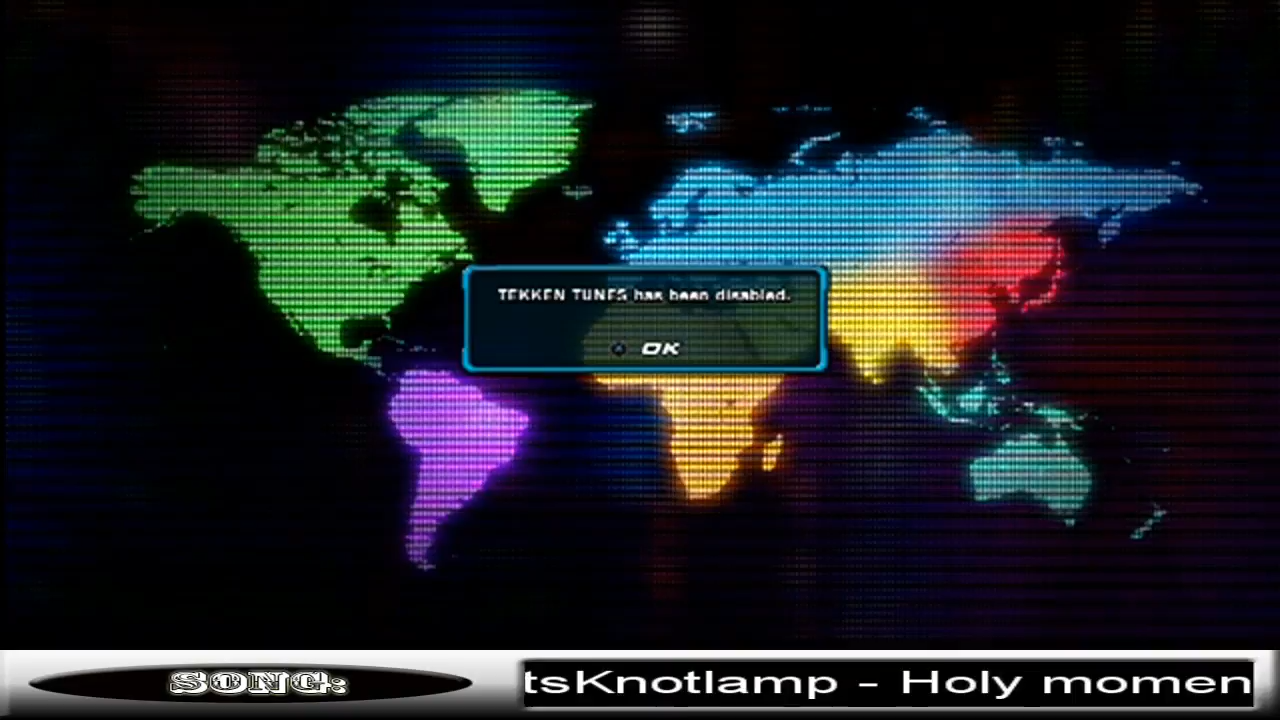 TEKKEN TUNES has been disabled.
OK
SONG:
tsKnotlamp - Holy momen